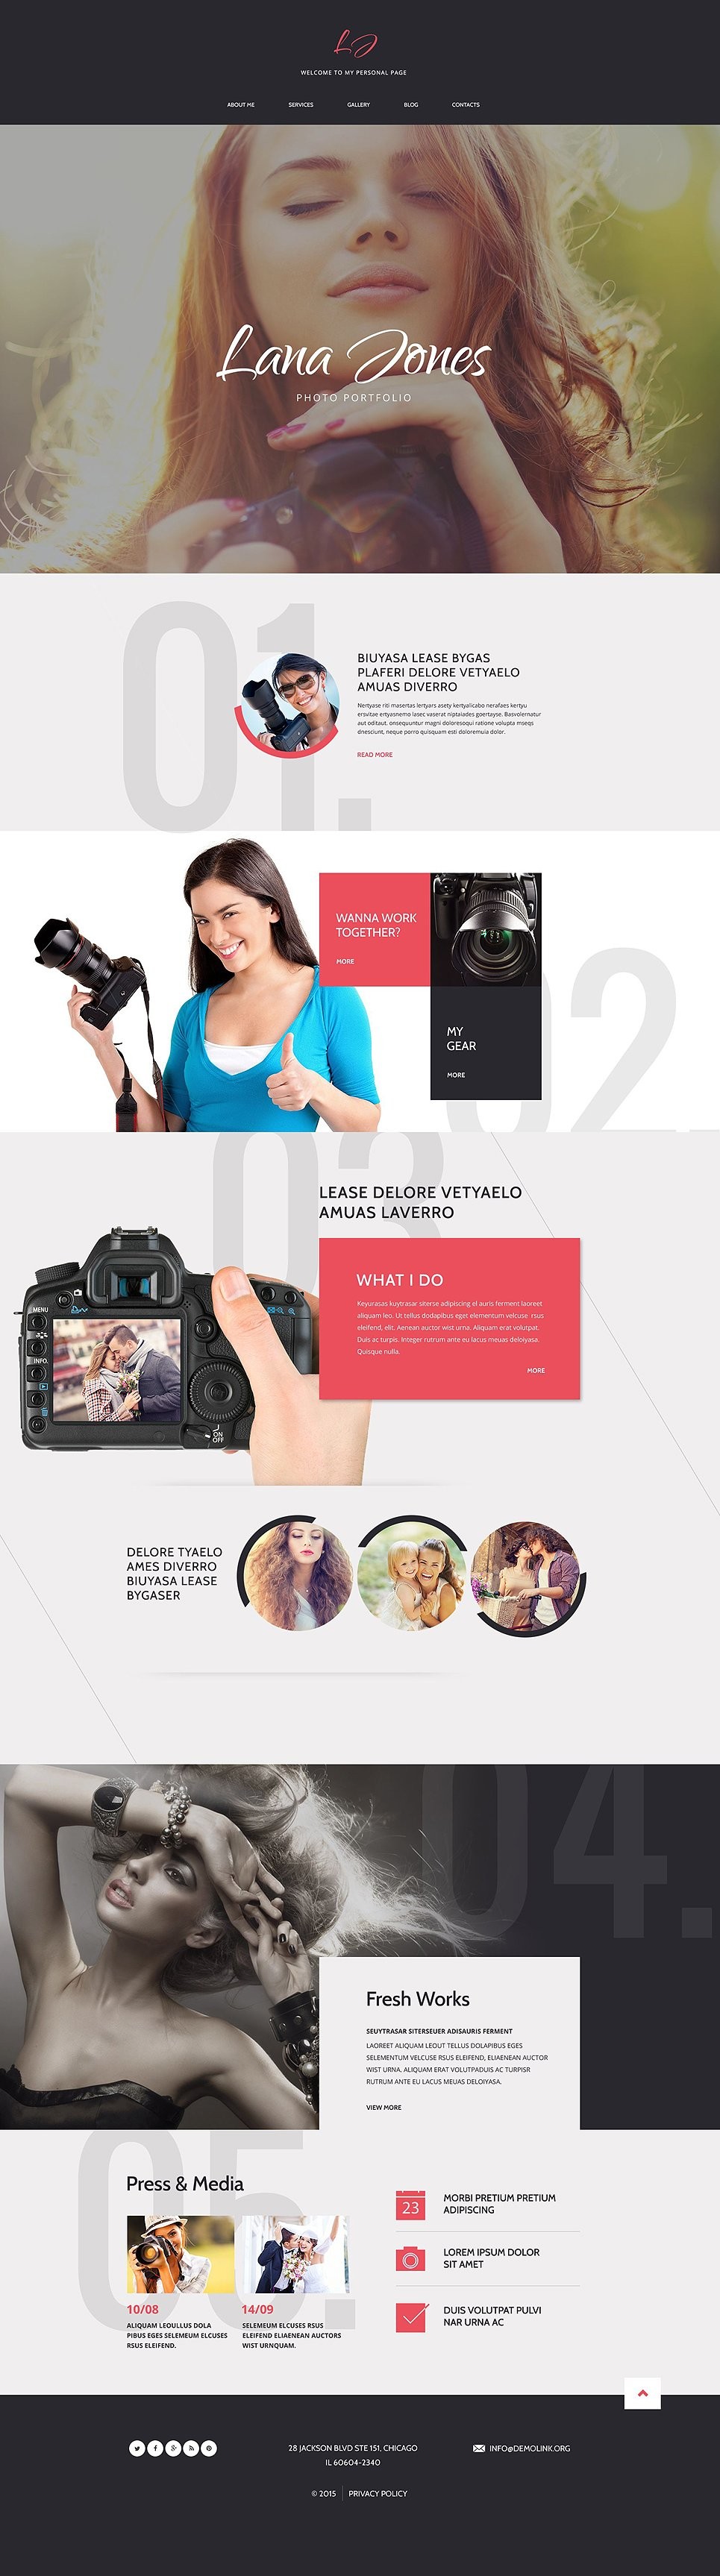 LJ
WELCOME TO MY PERSONAL PAGE
ABOUT ME SERVICES GALLERY BLOG CONTACTS
Lana Jones
PHOTO PORTFOLIO
01.
BIUYASA LEASE BYGAS
PLAFERI DELORE VETYAELO
AMUAS DIVERRO
Nertyase riti masertas lertyars asety kertyalicabo nerafaes kertyu
ersvitae ertyasnemo lasec vaserat niptaiades goertayse. Basvolernatur
aut oditaut. onsequuntur magni doloresoqui ratione volupta mseqs
dnesciunt, neque porro quisquam esti daloremuia dolor.
READ MORE
WANNA WORK
TOGETHER?
MORE
MY
GEAR
MORE
02.
03
LEASE DELORE VETYAELO
AMUAS LAVERRO
MENU
INFO.
ON
OFF
WHAT I DO
Keyurasas kuytrasar siterse adipiscing el auris ferment laoreet
aliquam leo. Ut tellus dodapibus eget elementum velcuse rsus
eleifend, elit. Aenean auctor wist urna. Aliquam erat volutpat.
Duis ac turpis. Integer rutrum ante eu lacus meuas deloiyasa.
Quisque nulla.
MORE
DELORE TYAELO
AMES DIVERRO
BIUYASA LEASE
BYGASER
04.
Fresh Works
SEUYTRASAR SITERSEUER ADISAURIS FERMENT
LAOREET ALIQUAM LEOUT TELLUS DOLAPIBUS EGES
SELEMENTUM VELCUSE RSUS ELEIFEND, ELIAENEAN AUCTOR
WIST URNA. ALIQUAM ERAT VOLUTPADUIS AC TURPISR
RUTRUM ANTE EU LACUS MEUAS DELOIYASA.
VIEW MORE
05.
Press & Media
10/08
ALIQUAM LEOULLUS DOLA
PIBUS EGES SELEMEUM ELCUSES
RSUS ELEIFEND.
14/09
SELEMEUM ELCUSES RSUS
ELEIFEND ELIAENEAN AUCTORS
WIST URNQUAM.
23
MORBI PRETIUM PRETIUM
ADIPISCING
LOREM IPSUM DOLOR
SIT AMET
DUIS VOLUTPAT PULVI
NAR URNA AC
28 JACKSON BLVD STE 151, CHICAGO
IL 60604-2340
INFO@DEMOLINK.ORG
© 2015 PRIVACY POLICY